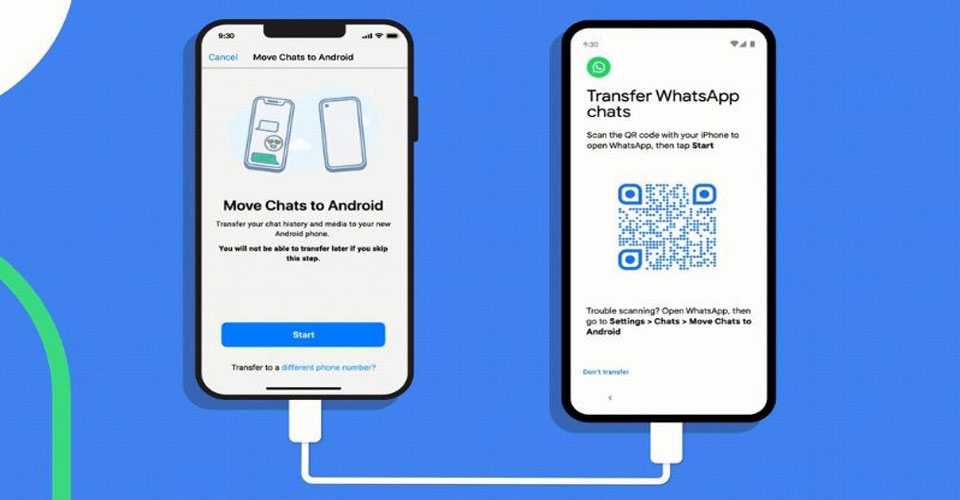 9:30
Cancel Move Chats to Android
Move Chats to Android
Transfer your chat history and media to your new
Android phone.
You will not be able to transfer later if you skip
this step.
Start
Transfer to a different phone number?
9:30
Transfer WhatsApp
chats
Scan the QR code with your iPhone to
open WhatsApp, then tap Start
Trouble scanning? Open WhatsApp, then
go to Settings > Chats > Move Chats to
Android
Don't transfer